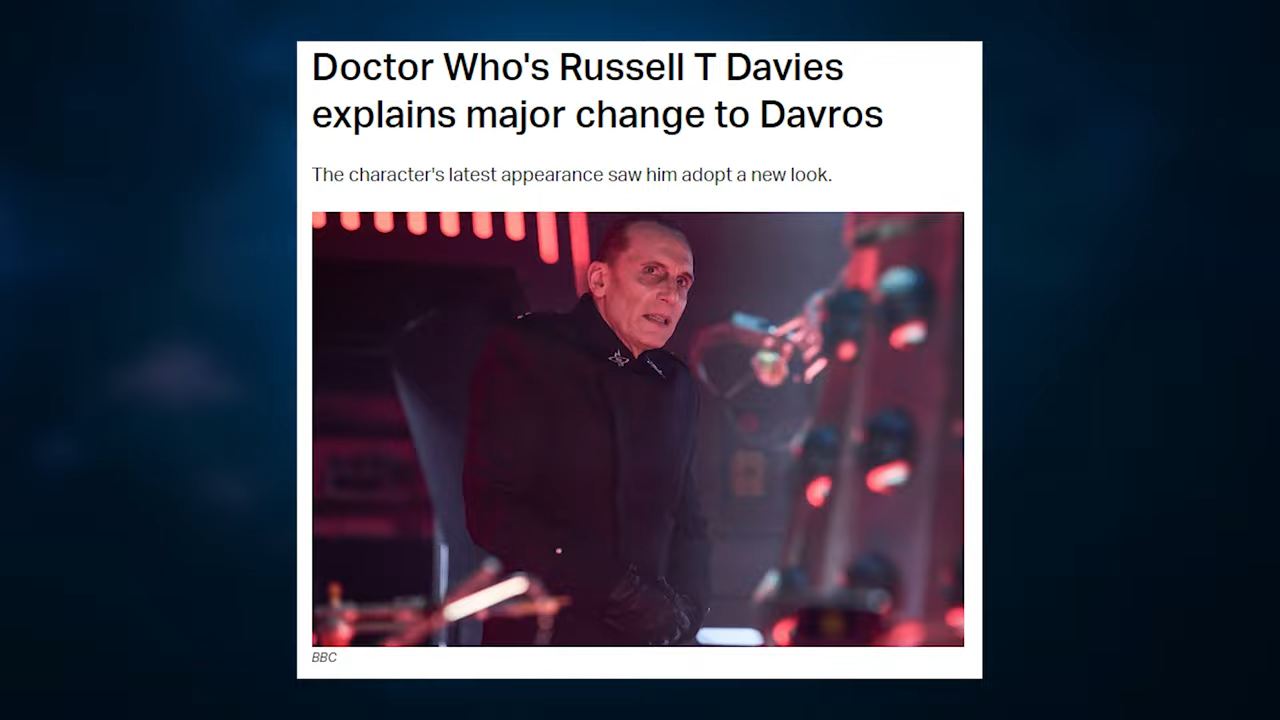 Doctor Who's Russell T Davies
explains major change to Davros
The character's latest appearance saw him adopt a new look.
BBC